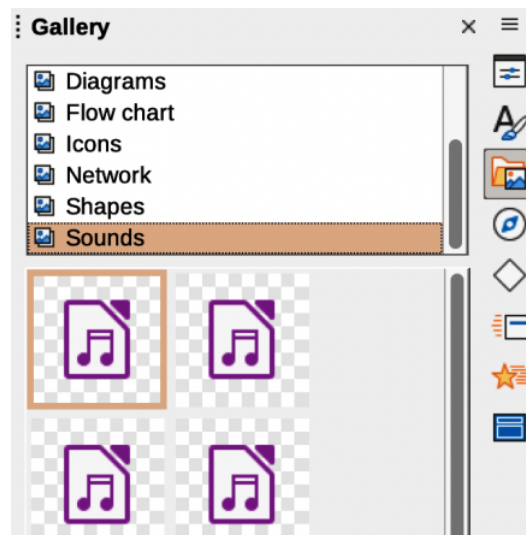 Gallery
Diagrams
Flow chart
Icons
Network
Shapes
Sounds